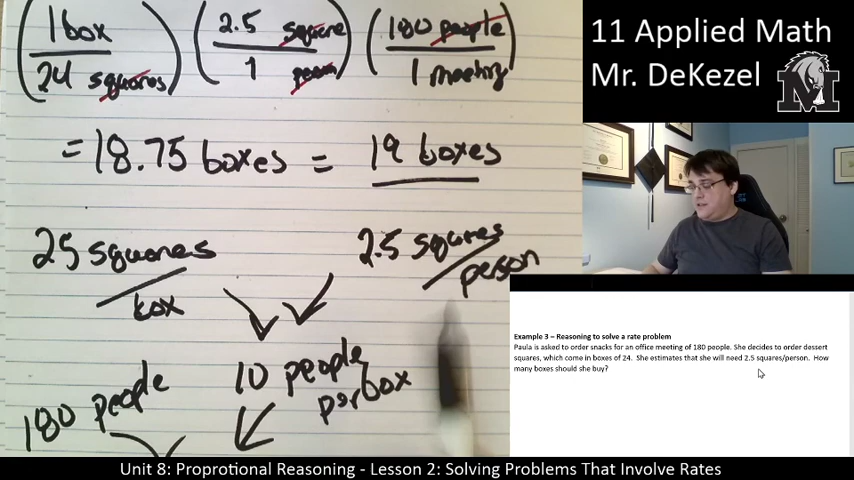 (1 box / 24 squares) (2.5 square / 1 person) (180 people / 1 meeting)
= 18.75 boxes = 19 boxes
25 squares / box
2.5 squares / person
10 people per box
180 people
11 Applied Math
Mr. DeKezel
M
Example 3 – Reasoning to solve a rate problem
Paula is asked to order snacks for an office meeting of 180 people. She decides to order dessert
squares, which come in boxes of 24. She estimates that she will need 2.5 squares/person. How
many boxes should she buy?
Unit 8: Proprotional Reasoning - Lesson 2: Solving Problems That Involve Rates